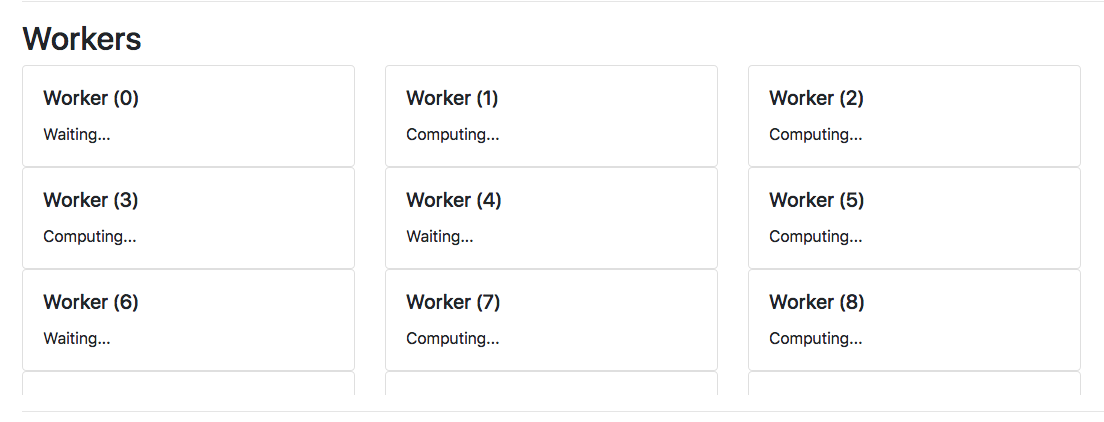 Workers
Worker (0)
Waiting...
Worker (1)
Computing...
Worker (2)
Computing...
Worker (3)
Computing...
Worker (4)
Waiting...
Worker (5)
Computing...
Worker (6)
Waiting...
Worker (7)
Computing...
Worker (8)
Computing...